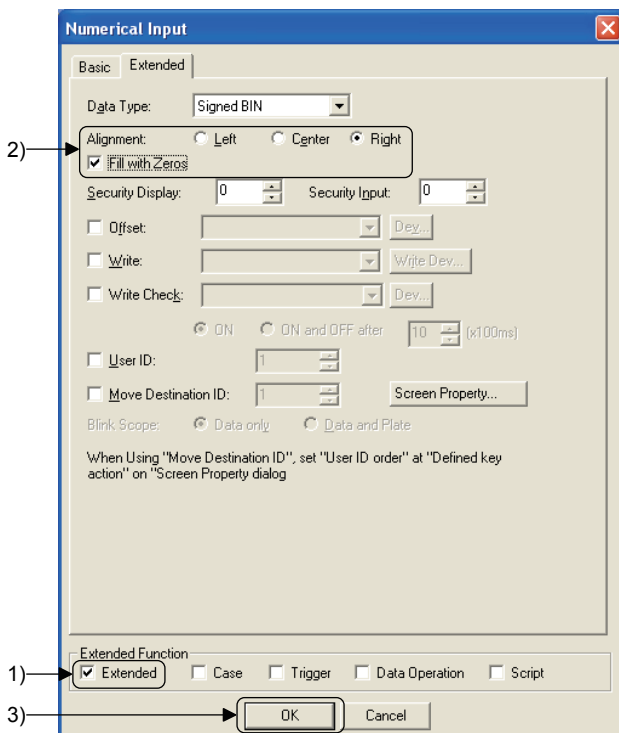 Numerical Input
Basic Extended
Data Type: Signed BIN
2) Alignment: Left Center Right
Fill with Zeros
Security Display: 0 Security Input: 0
Offset: Dev...
Write: Write Dev...
Write Check: Dev...
ON ON and OFF after 10 (x100ms)
User ID: 1
Move Destination ID: 1 Screen Property...
Blink Scope: Data only Data and Plate
When Using "Move Destination ID", set "User ID order" at "Defined key
action" on "Screen Property dialog
Extended Function
1) Extended Case Trigger Data Operation Script
3) OK Cancel